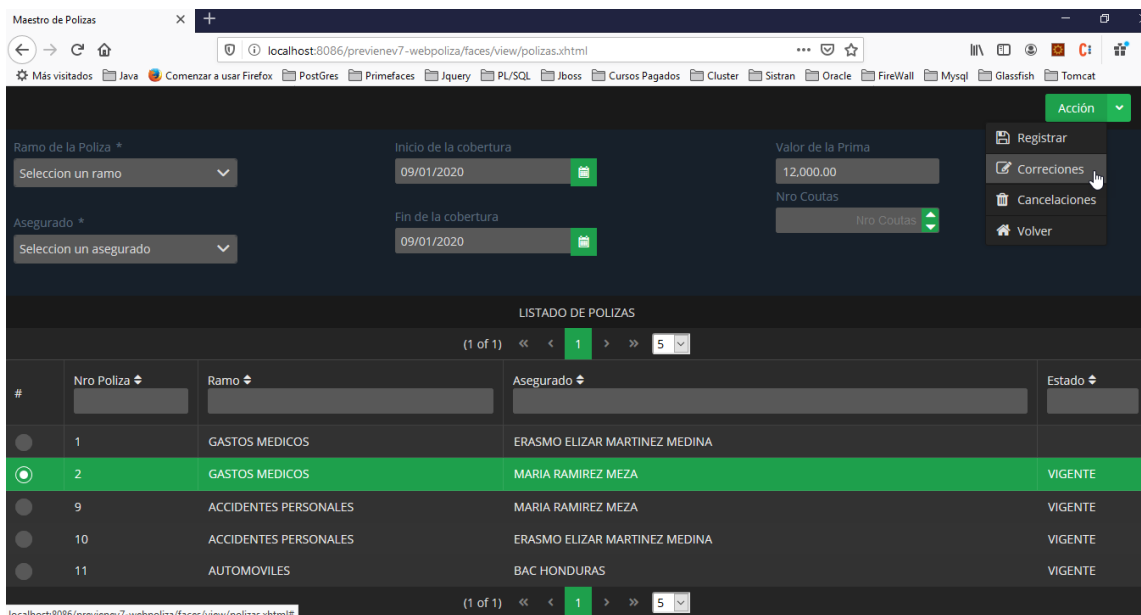 Maestro de Polizas
localhost:8086/previenev7-webpoliza/faces/view/polizas.xhtml
Más visitados Java Comenzar a usar Firefox PostGres Primefaces Jquery PL/SQL Jboss Cursos Pagados Cluster Sistran Oracle FireWall Mysql Glassfish Tomcat
Acción
Registrar
Correciones
Cancelaciones
Volver
Ramo de la Poliza *
Seleccion un ramo
Inicio de la cobertura
09/01/2020
Valor de la Prima
12,000.00
Asegurado *
Seleccion un asegurado
Fin de la cobertura
09/01/2020
Nro Coutas
Nro Coutas
LISTADO DE POLIZAS
(1 of 1) 1 5
# Nro Poliza Ramo Asegurado Estado
1 GASTOS MEDICOS ERASMO ELIZAR MARTINEZ MEDINA
2 GASTOS MEDICOS MARIA RAMIREZ MEZA VIGENTE
9 ACCIDENTES PERSONALES MARIA RAMIREZ MEZA VIGENTE
10 ACCIDENTES PERSONALES ERASMO ELIZAR MARTINEZ MEDINA VIGENTE
11 AUTOMOVILES BAC HONDURAS VIGENTE
(1 of 1) 1 5
localhost:8086/previenev7-webpoliza/faces/view/polizas.xhtml#